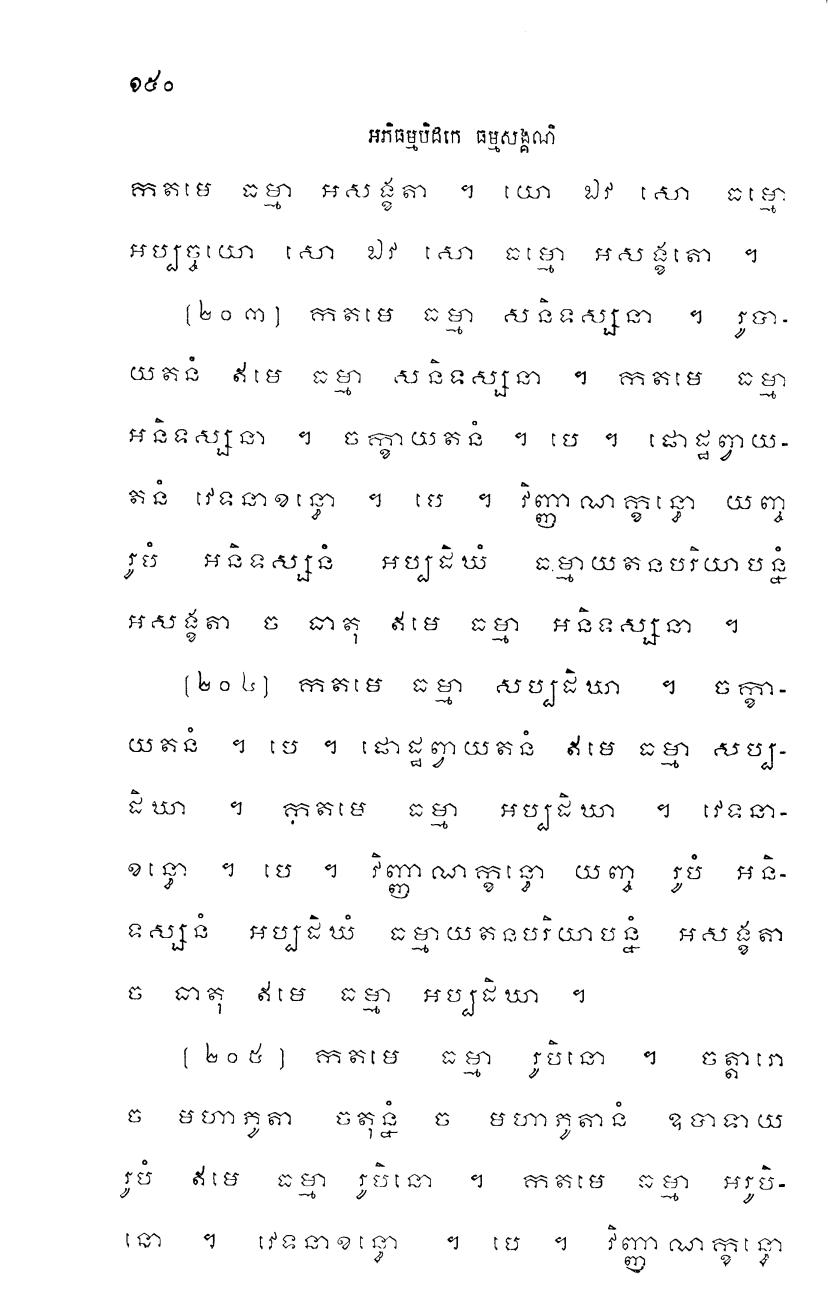 ១៥០
អភិធម្មបិដកេ ធម្មសង្គណិ
កតមេ ធម្មា អសង្ខតា ។ យោ ឯវ សោ ធម្មោ
អប្បច្ចយោ សោ ឯវ សោ ធម្មោ អសង្ខតោ ។
[២០៣] កតមេ ធម្មា សនិទស្សនា ។ រូបា-
យតនំ ឥមេ ធម្មា សនិទស្សនា ។ កតមេ ធម្មា
អនិទស្សនា ។ ចក្ខាយតនំ ។ បេ ។ ផោដ្ឋព្វាយ-
តនំ វេទនាខន្ធោ ។ បេ ។ វិញ្ញាណក្ខន្ធោ យញ្ច
រូបំ អនិទស្សនំ អប្បដិឃំ ធម្មាយតនបរិយាបន្នំ
អសង្ខតា ច ធាតុ ឥមេ ធម្មា អនិទស្សនា ។
[២០៤] កតមេ ធម្មា សប្បដិឃា ។ ចក្ខា-
យតនំ ។ បេ ។ ផោដ្ឋព្វាយតនំ ឥមេ ធម្មា សប្ប-
ដិឃា ។ កតមេ ធម្មា អប្បដិឃា ។ វេទនា-
ខន្ធោ ។ បេ ។ វិញ្ញាណក្ខន្ធោ យញ្ច រូបំ អនិ-
ទស្សនំ អប្បដិឃំ ធម្មាយតនបរិយាបន្នំ អសង្ខតា
ច ធាតុ ឥមេ ធម្មា អប្បដិឃា ។
[២០៥] កតមេ ធម្មា រូបិនោ ។ ចត្តារោ
ច មហាភូតា ចតុន្នំ ច មហាភូតានំ ឧបាទាយ
រូបំ ឥមេ ធម្មា រូបិនោ ។ កតមេ ធម្មា អរូបិ-
នោ ។ វេទនាខន្ធោ ។ បេ ។ វិញ្ញាណក្ខន្ធោ